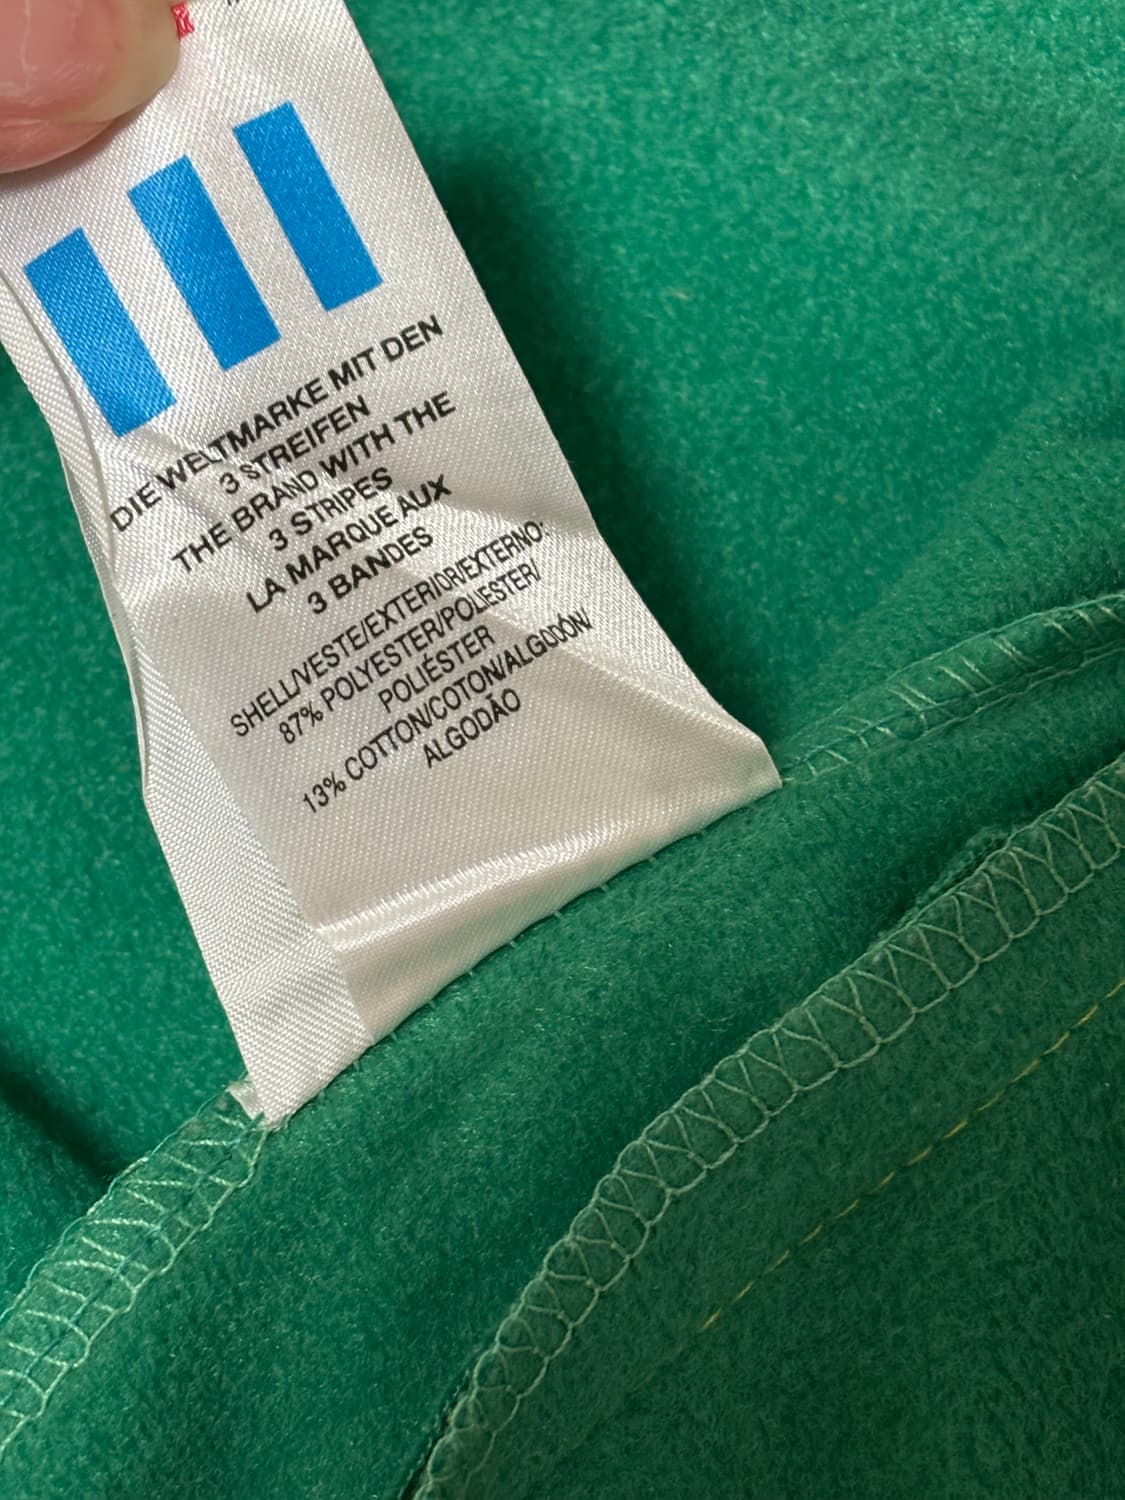 DIE WELTMARKE MIT DEN
3 STREIFEN
THE BRAND WITH THE
3 STRIPES
LA MARQUE AUX
3 BANDES
SHELL/VESTE/EXTERIOR/EXTERNO:
87% POLYESTER/POLIESTER/
POLIÉSTER
13% COTTON/COTON/ALGODÓN/
ALGODÃO